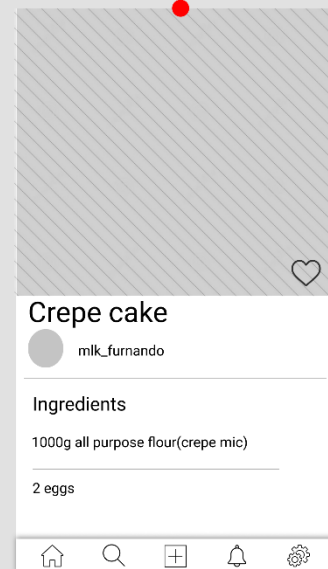 Crepe cake
mlk_furnando
Ingredients
1000g all purpose flour(crepe mic)
2 eggs